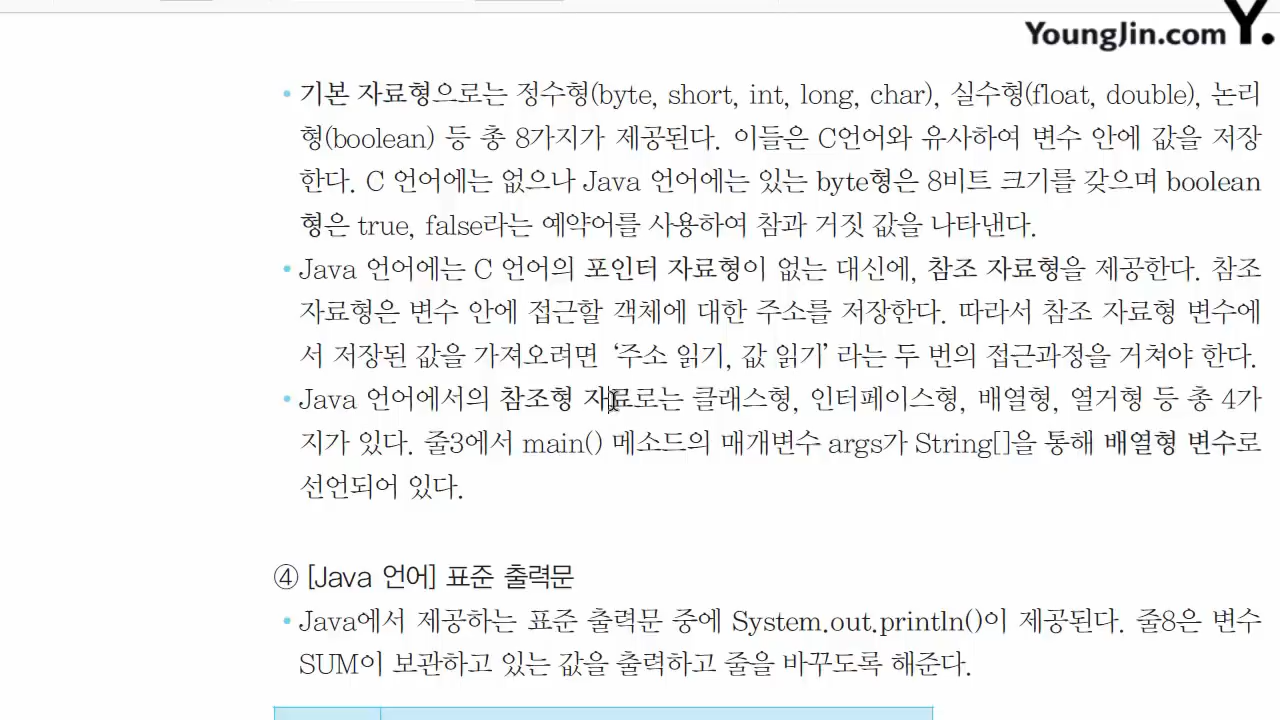 YoungJin.com Y.
• 기본 자료형으로는 정수형(byte, short, int, long, char), 실수형(float, double), 논리
형(boolean) 등 총 8가지가 제공된다. 이들은 C언어와 유사하여 변수 안에 값을 저장
한다. C 언어에는 없으나 Java 언어에는 있는 byte형은 8비트 크기를 갖으며 boolean
형은 true, false라는 예약어를 사용하여 참과 거짓 값을 나타낸다.
• Java 언어에는 C 언어의 포인터 자료형이 없는 대신에, 참조 자료형을 제공한다. 참조
자료형은 변수 안에 접근할 객체에 대한 주소를 저장한다. 따라서 참조 자료형 변수에
서 저장된 값을 가져오려면 ‘주소 읽기, 값 읽기’ 라는 두 번의 접근과정을 거쳐야 한다.
• Java 언어에서의 참조형 자료로는 클래스형, 인터페이스형, 배열형, 열거형 등 총 4가
지가 있다. 줄3에서 main() 메소드의 매개변수 args가 String[]을 통해 배열형 변수로
선언되어 있다.
④ [Java 언어] 표준 출력문
• Java에서 제공하는 표준 출력문 중에 System.out.println()이 제공된다. 줄8은 변수
SUM이 보관하고 있는 값을 출력하고 줄을 바꾸도록 해준다.